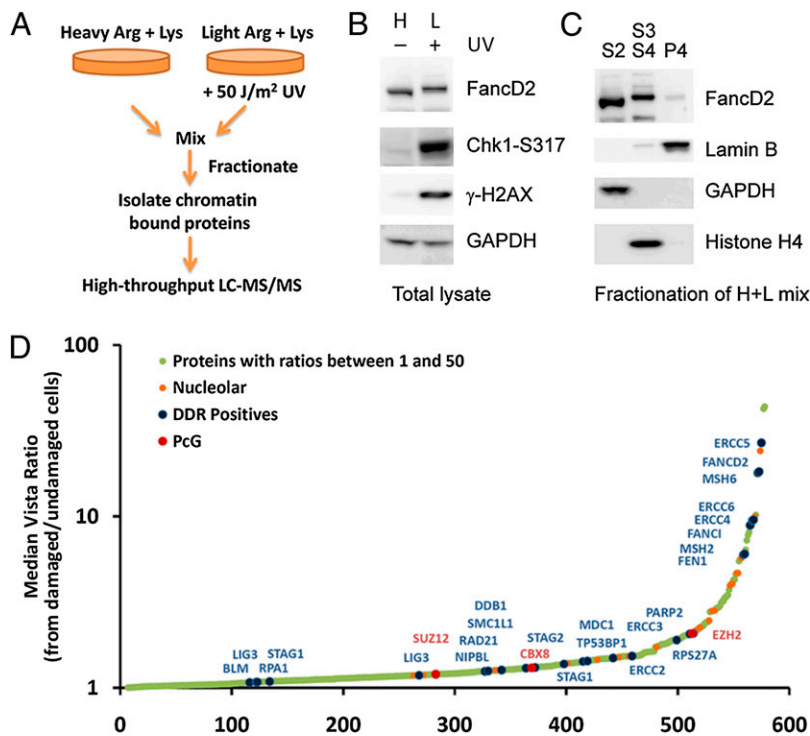 A
Heavy Arg + Lys
Light Arg + Lys
+ 50 J/m² UV
Mix
Fractionate
Isolate chromatin
bound proteins
High-throughput LC-MS/MS
B
H L
– + UV
FancD2
Chk1-S317
γ-H2AX
GAPDH
Total lysate
C
S3
S2 S4 P4
FancD2
Lamin B
GAPDH
Histone H4
Fractionation of H+L mix
D
Median Vista Ratio
(from damaged/undamaged cells)
100
10
1
0 100 200 300 400 500 600
Proteins with ratios between 1 and 50
Nucleolar
DDR Positives
PcG
LIG3
BLM
STAG1
RPA1
SUZ12
LIG3
DDB1
SMC1L1
RAD21
NIPBL
STAG2
CBX8
STAG1
MDC1
TP53BP1
ERCC3
ERCC2
PARP2
RPS27A
EZH2
ERCC5
FANCD2
MSH6
ERCC6
ERCC4
FANCI
MSH2
FEN1